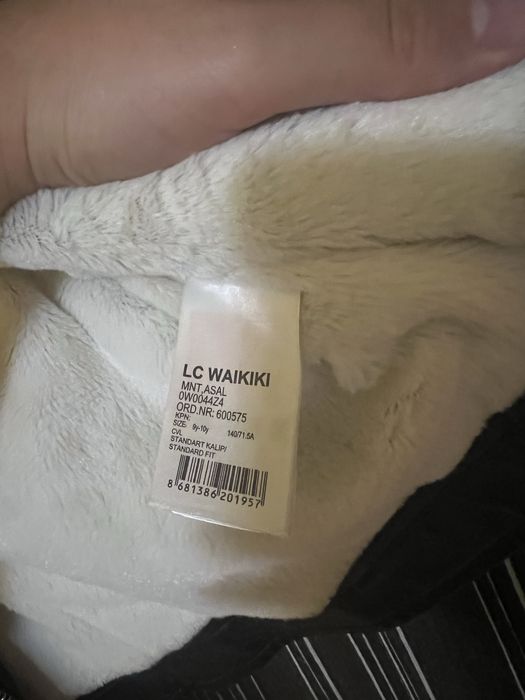 LC WAIKIKI
MNT,ASAL
0W0044Z4
ORD.NR: 600575
KPN:
SIZE: 9y-10y 140/71.5A
CVL
STANDART KALIP/
STANDARD FIT
8 681386 201957